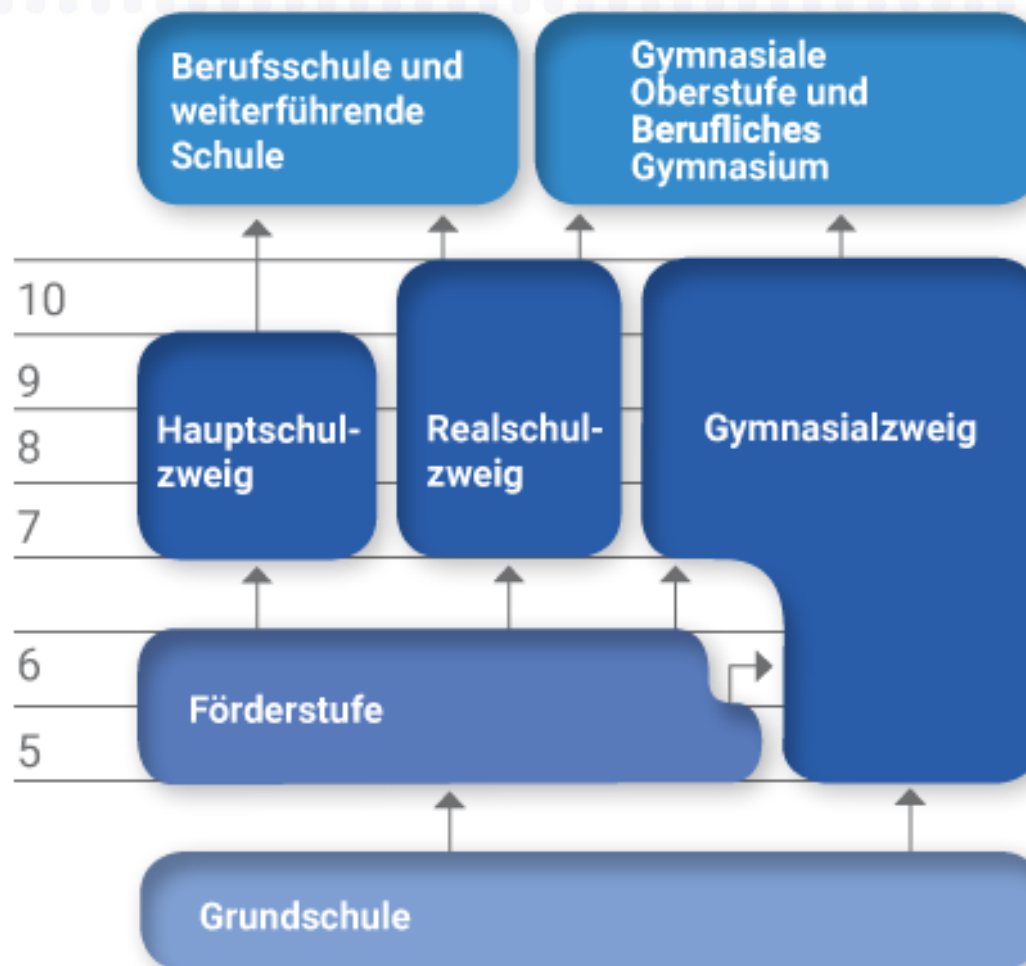 Berufsschule und
weiterführende
Schule
Gymnasiale
Oberstufe und
Berufliches
Gymnasium
10
9
8
7
Hauptschul-
zweig
Realschul-
zweig
Gymnasialzweig
6
5
Förderstufe
Grundschule